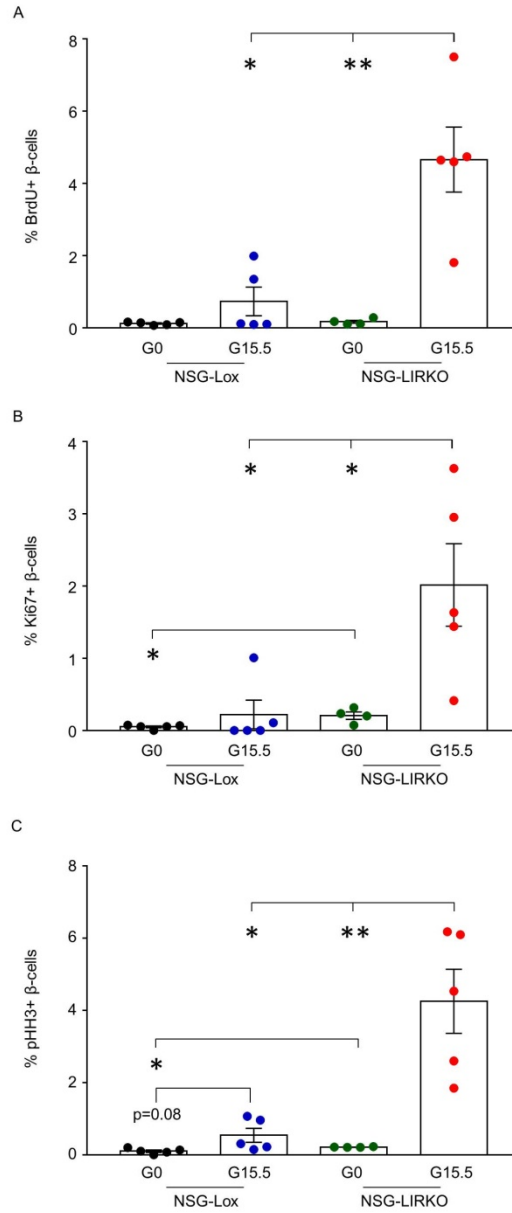 A
% BrdU+ β-cells
8
6
4
2
0
* **
G0 G15.5 G0 G15.5
NSG-Lox NSG-LIRKO
B
% Ki67+ β-cells
4
3
2
1
0
* *
*
G0 G15.5 G0 G15.5
NSG-Lox NSG-LIRKO
C
% pHH3+ β-cells
8
6
4
2
0
* **
*
p=0.08
G0 G15.5 G0 G15.5
NSG-Lox NSG-LIRKO